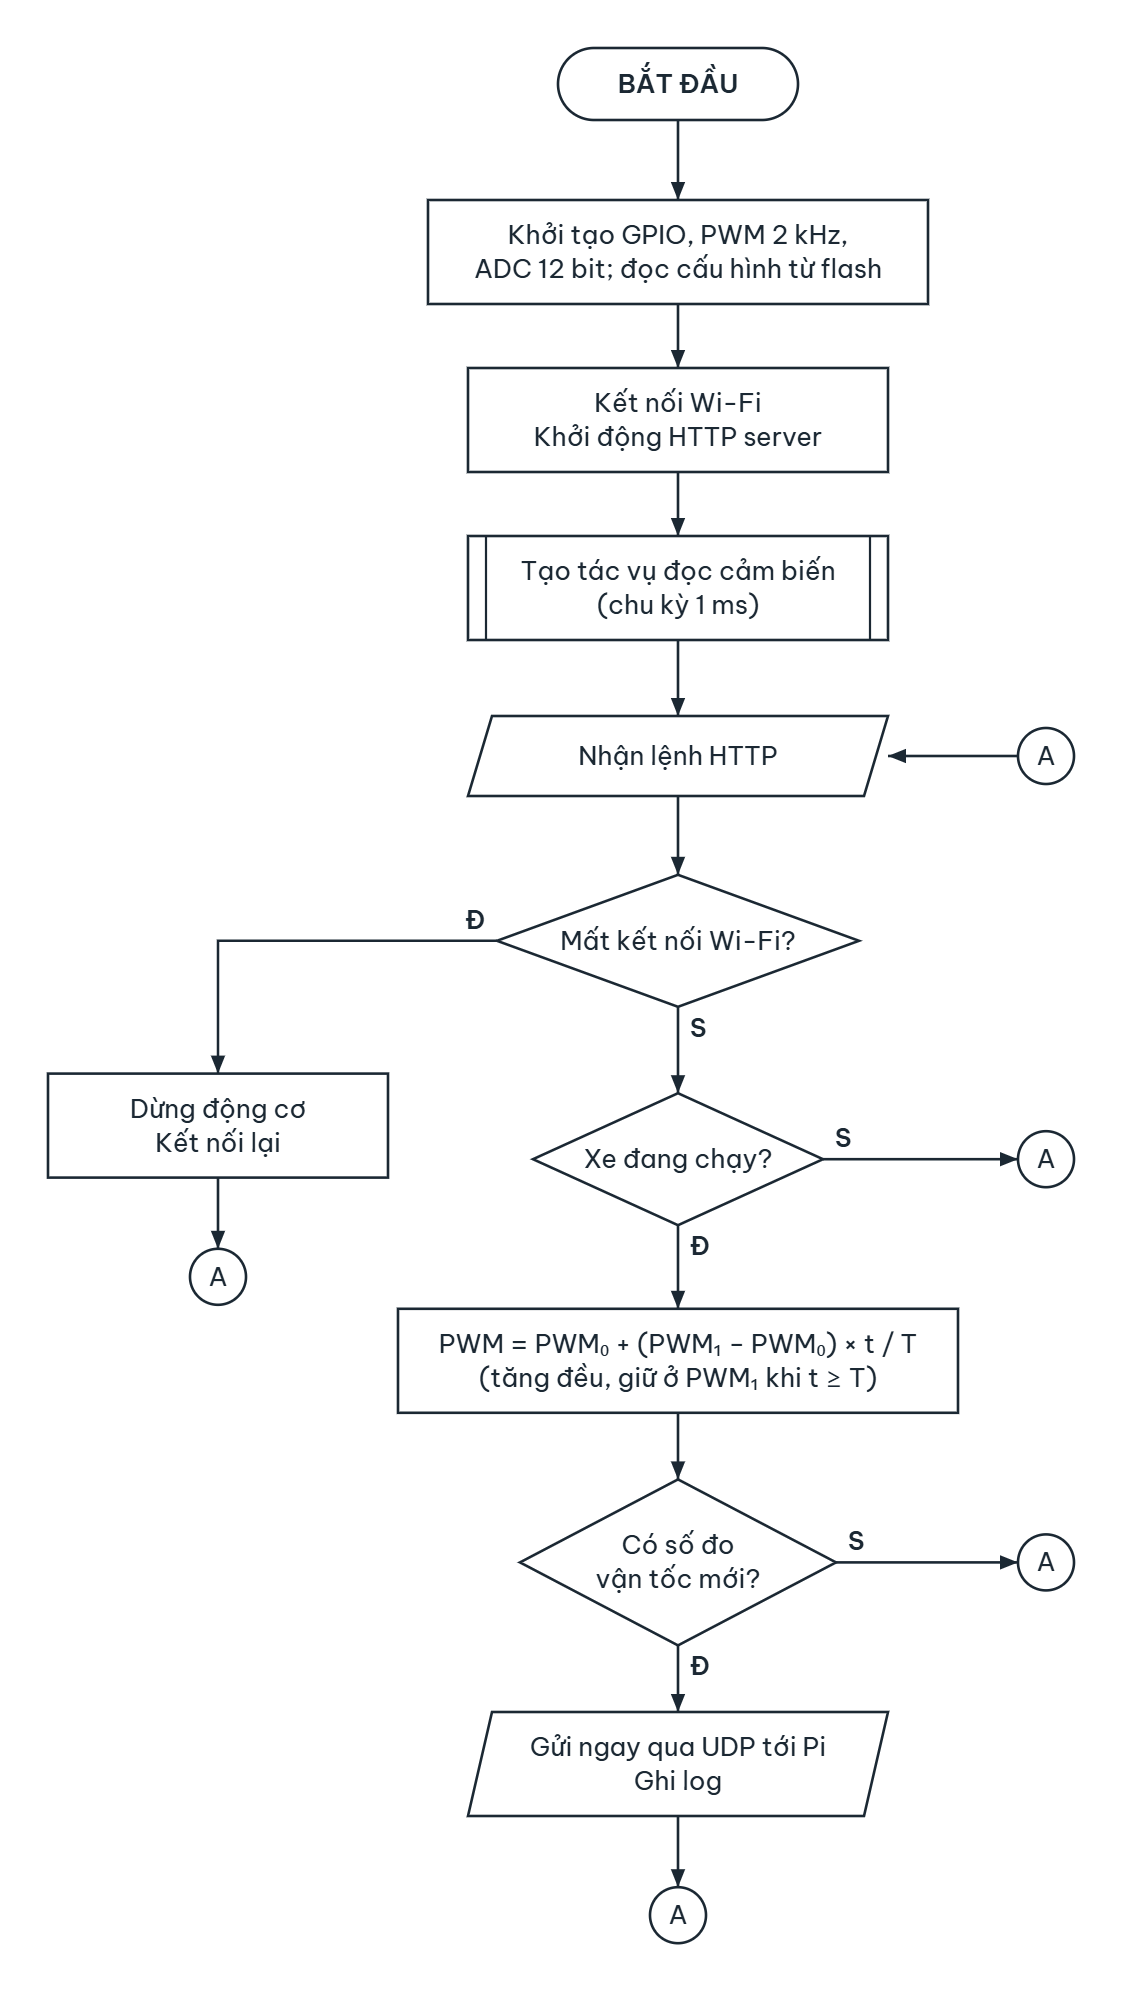 BẮT ĐẦU
Khởi tạo GPIO, PWM 2 kHz,
ADC 12 bit; đọc cấu hình từ flash
Kết nối Wi-Fi
Khởi động HTTP server
Tạo tác vụ đọc cảm biến
(chu kỳ 1 ms)
Nhận lệnh HTTP
A
Đ
Mất kết nối Wi-Fi?
S
Dừng động cơ
Kết nối lại
A
Xe đang chạy?
S
A
Đ
PWM = PWM₀ + (PWM₁ − PWM₀) × t / T
(tăng đều, giữ ở PWM₁ khi t ≥ T)
Có số đo
vận tốc mới?
S
A
Đ
Gửi ngay qua UDP tới Pi
Ghi log
A